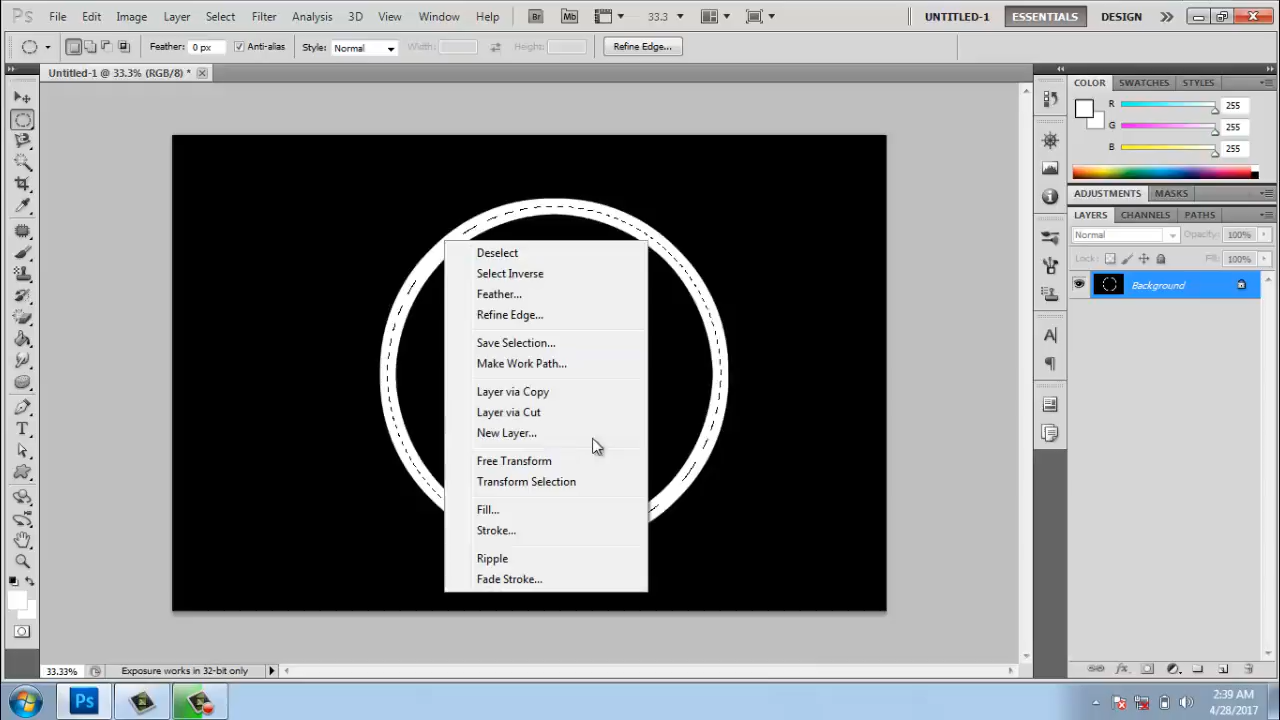 Ps File Edit Image Layer Select Filter Analysis 3D View Window Help Br Mb 33.3 UNTITLED-1 ESSENTIALS DESIGN
Feather: 0 px Anti-alias Style: Normal Width: Height: Refine Edge...
Untitled-1 @ 33.3% (RGB/8) *
COLOR SWATCHES STYLES
R 255
G 255
B 255
ADJUSTMENTS MASKS
LAYERS CHANNELS PATHS
Normal Opacity: 100%
Lock: Fill: 100%
Background
Deselect
Select Inverse
Feather...
Refine Edge...
Save Selection...
Make Work Path...
Layer via Copy
Layer via Cut
New Layer...
Free Transform
Transform Selection
Fill...
Stroke...
Ripple
Fade Stroke...
33.33% Exposure works in 32-bit only
Ps
2:39 AM
4/28/2017